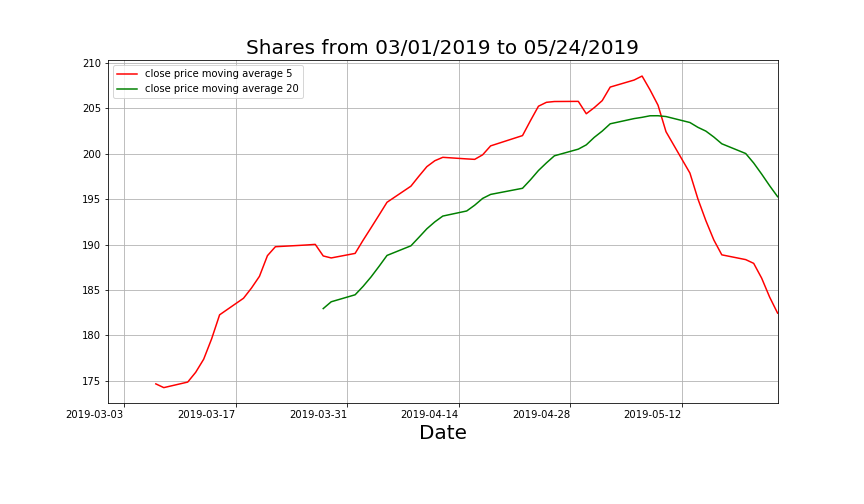 Shares from 03/01/2019 to 05/24/2019
close price moving average 5
close price moving average 20
210
205
200
195
190
185
180
175
2019-03-03 2019-03-17 2019-03-31 2019-04-14 2019-04-28 2019-05-12
Date